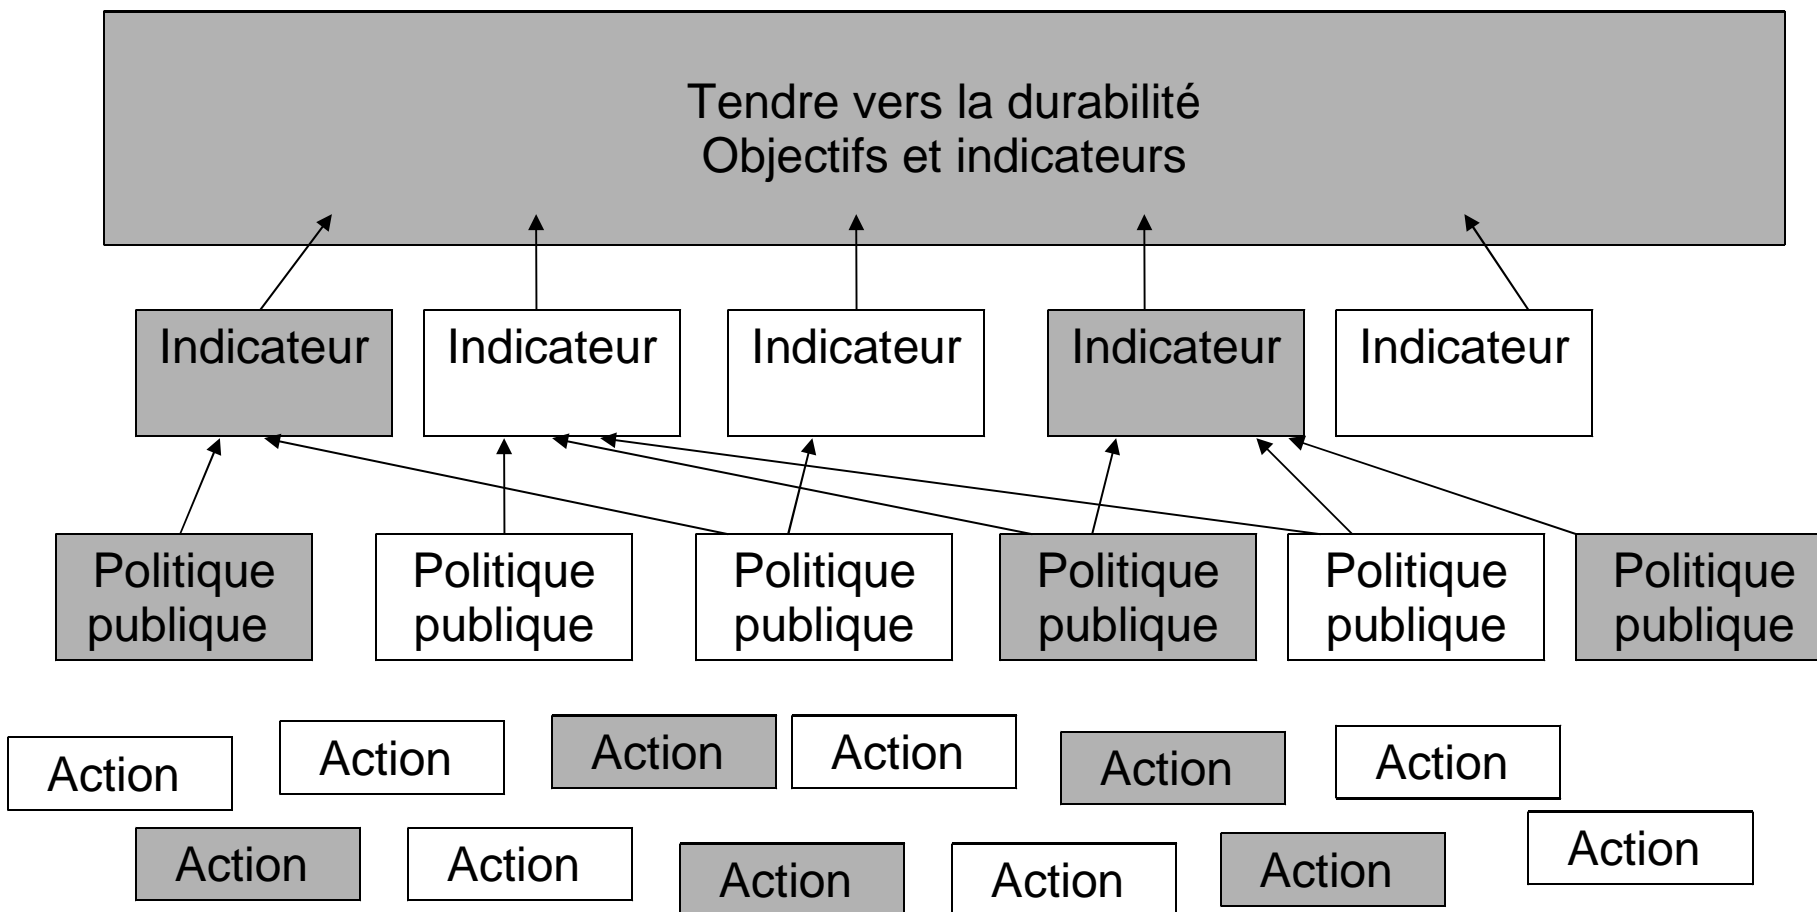 Tendre vers la durabilité
Objectifs et indicateurs
Indicateur
Indicateur
Indicateur
Indicateur
Indicateur
Politique
publique
Politique
publique
Politique
publique
Politique
publique
Politique
publique
Politique
publique
Action
Action
Action
Action
Action
Action
Action
Action
Action
Action
Action
Action